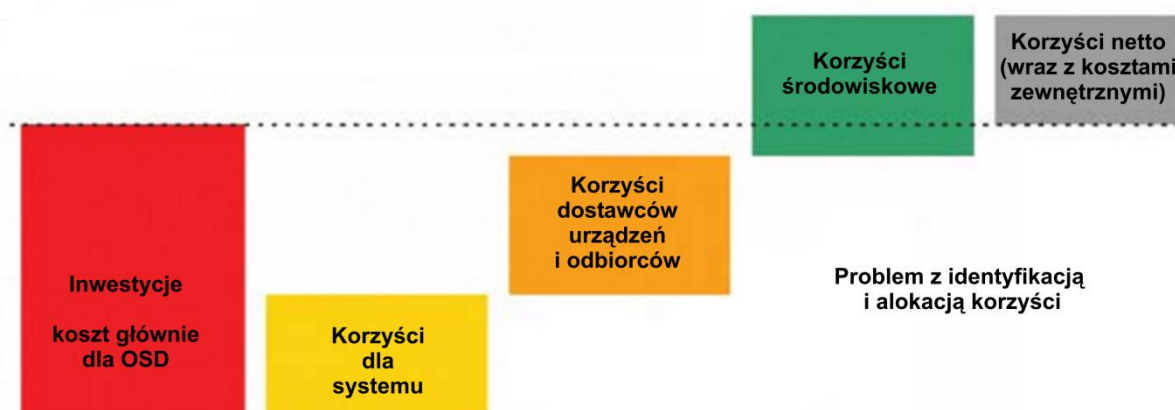 Inwestycje
koszt głównie
dla OSD
Korzyści
dla
systemu
Korzyści
dostawców
urządzeń
i odbiorców
Korzyści
środowiskowe
Korzyści netto
(wraz z kosztami
zewnętrznymi)
Problem z identyfikacją
i alokacją korzyści